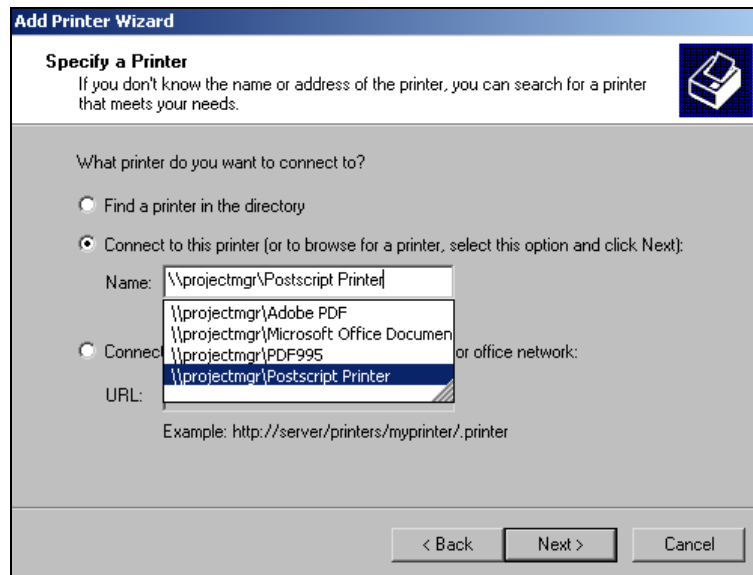 Add Printer Wizard
Specify a Printer
If you don't know the name or address of the printer, you can search for a printer
that meets your needs.
What printer do you want to connect to?
Find a printer in the directory
Connect to this printer (or to browse for a printer, select this option and click Next):
Name: \\projectmgr\Postscript Printer
\\projectmgr\Adobe PDF
\\projectmgr\Microsoft Office Documen
Connec or office network:
\\projectmgr\PDF995
\\projectmgr\Postscript Printer
URL:
Example: http://server/printers/myprinter/.printer
< Back Next > Cancel